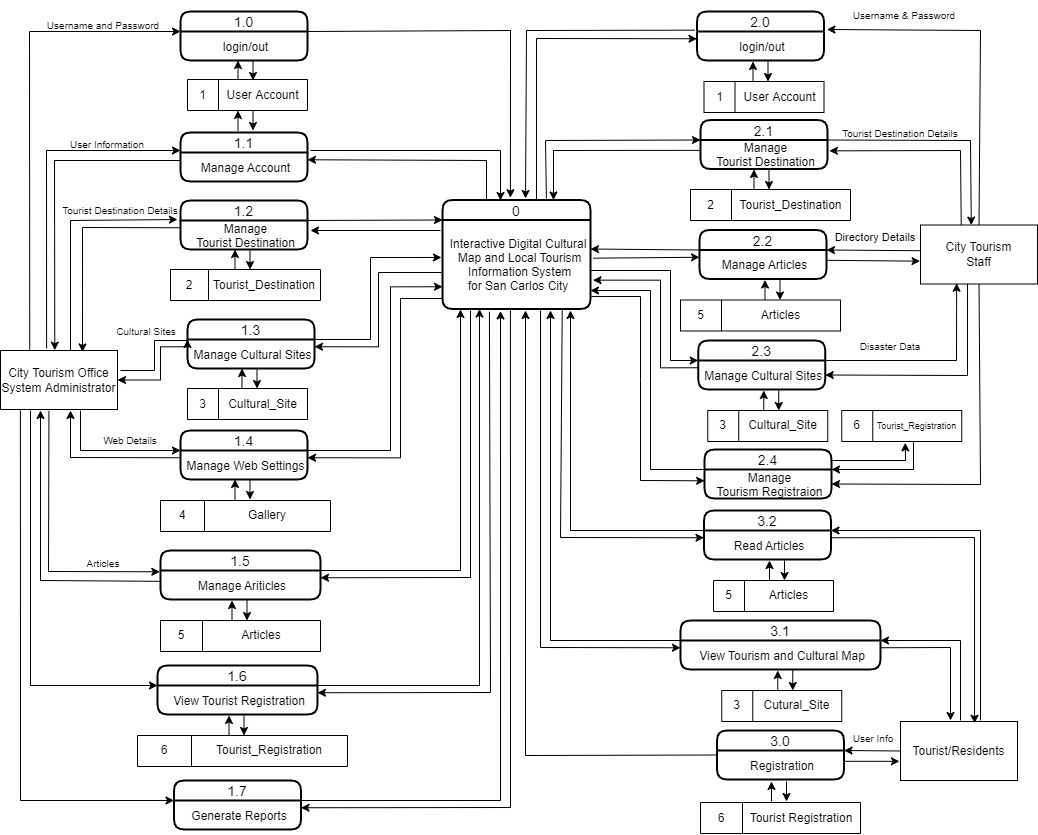 Username and Password
1.0
login/out
1
User Account
User Information
1.1
Manage Account
Tourist Destination Details
1.2
Manage
Tourist Destination
2
Tourist_Destination
Cultural Sites
1.3
Manage Cultural Sites
3
Cultural_Site
City Tourism Office
System Administrator
Web Details
1.4
Manage Web Settings
4
Gallery
Articles
1.5
Manage Ariticles
5
Articles
1.6
View Tourist Registration
6
Tourist_Registration
1.7
Generate Reports
0
Interactive Digital Cultural
Map and Local Tourism
Information System
for San Carlos City
2.0
login/out
Username & Password
1
User Account
2.1
Manage
Tourist Destination
Tourist Destination Details
2
Tourist_Destination
2.2
Manage Articles
Directory Details
City Tourism
Staff
5
Articles
2.3
Manage Cultural Sites
Disaster Data
3
Cultural_Site
6
Tourist_Registration
2.4
Manage
Tourism Registraion
3.2
Read Articles
5
Articles
3.1
View Tourism and Cultural Map
3
Cutural_Site
3.0
Registration
User Info
Tourist/Residents
6
Tourist Registration